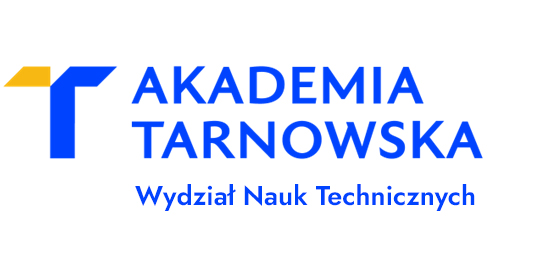 AKADEMIA
TARNOWSKA
Wydział Nauk Technicznych